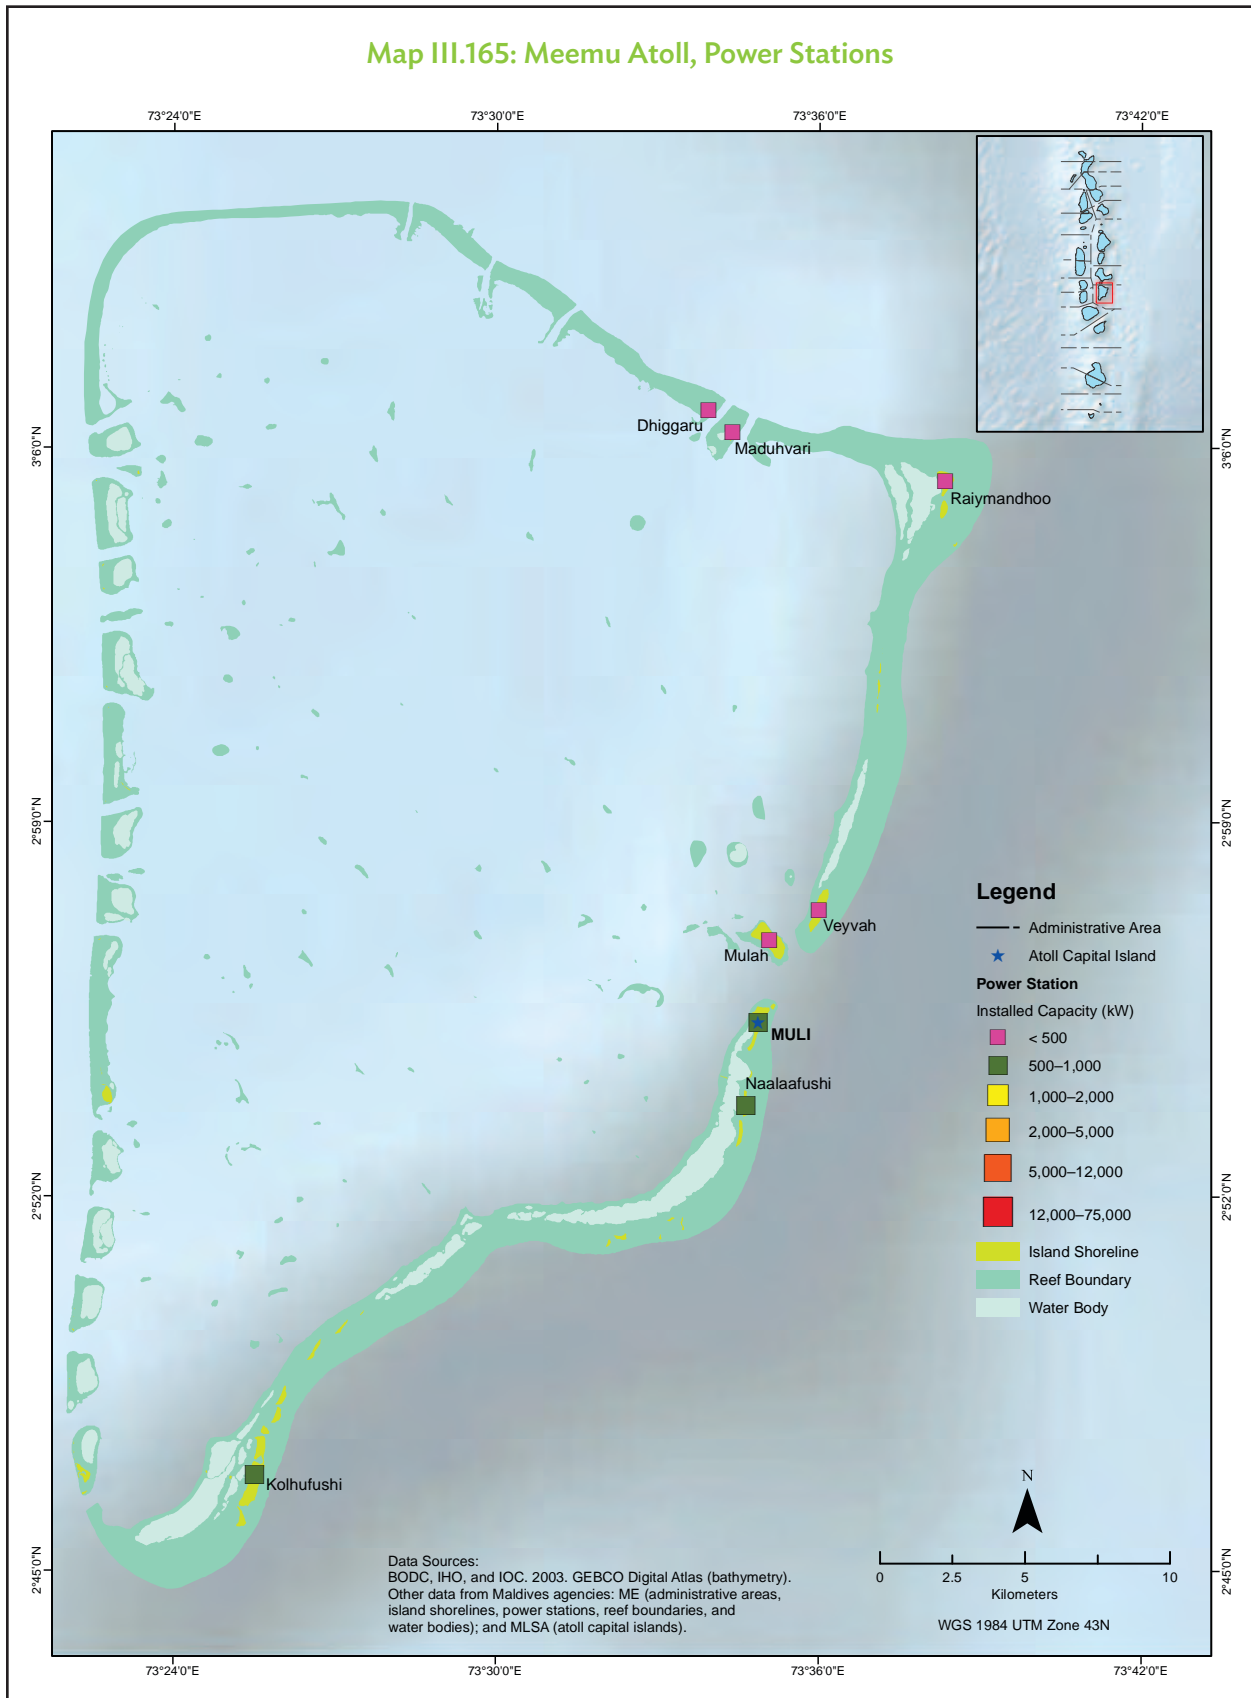 Map III.165: Meemu Atoll, Power Stations
73°24'0"E
73°30'0"E
73°36'0"E
73°42'0"E
Dhiggaru
Maduhvari
3°6'0"N
3°6'0"N
Raiymandhoo
2°59'0"N
2°59'0"N
Veyvah
Mulah
MULI
Naalaafushi
2°52'0"N
2°52'0"N
Kolhufushi
2°45'0"N
2°45'0"N
Legend
Administrative Area
Atoll Capital Island
Power Station
Installed Capacity (kW)
< 500
500–1,000
1,000–2,000
2,000–5,000
5,000–12,000
12,000–75,000
Island Shoreline
Reef Boundary
Water Body
N
0 2.5 5 10
Kilometers
WGS 1984 UTM Zone 43N
Data Sources:
BODC, IHO, and IOC. 2003. GEBCO Digital Atlas (bathymetry).
Other data from Maldives agencies: ME (administrative areas,
island shorelines, power stations, reef boundaries, and
water bodies); and MLSA (atoll capital islands).
73°24'0"E
73°30'0"E
73°36'0"E
73°42'0"E